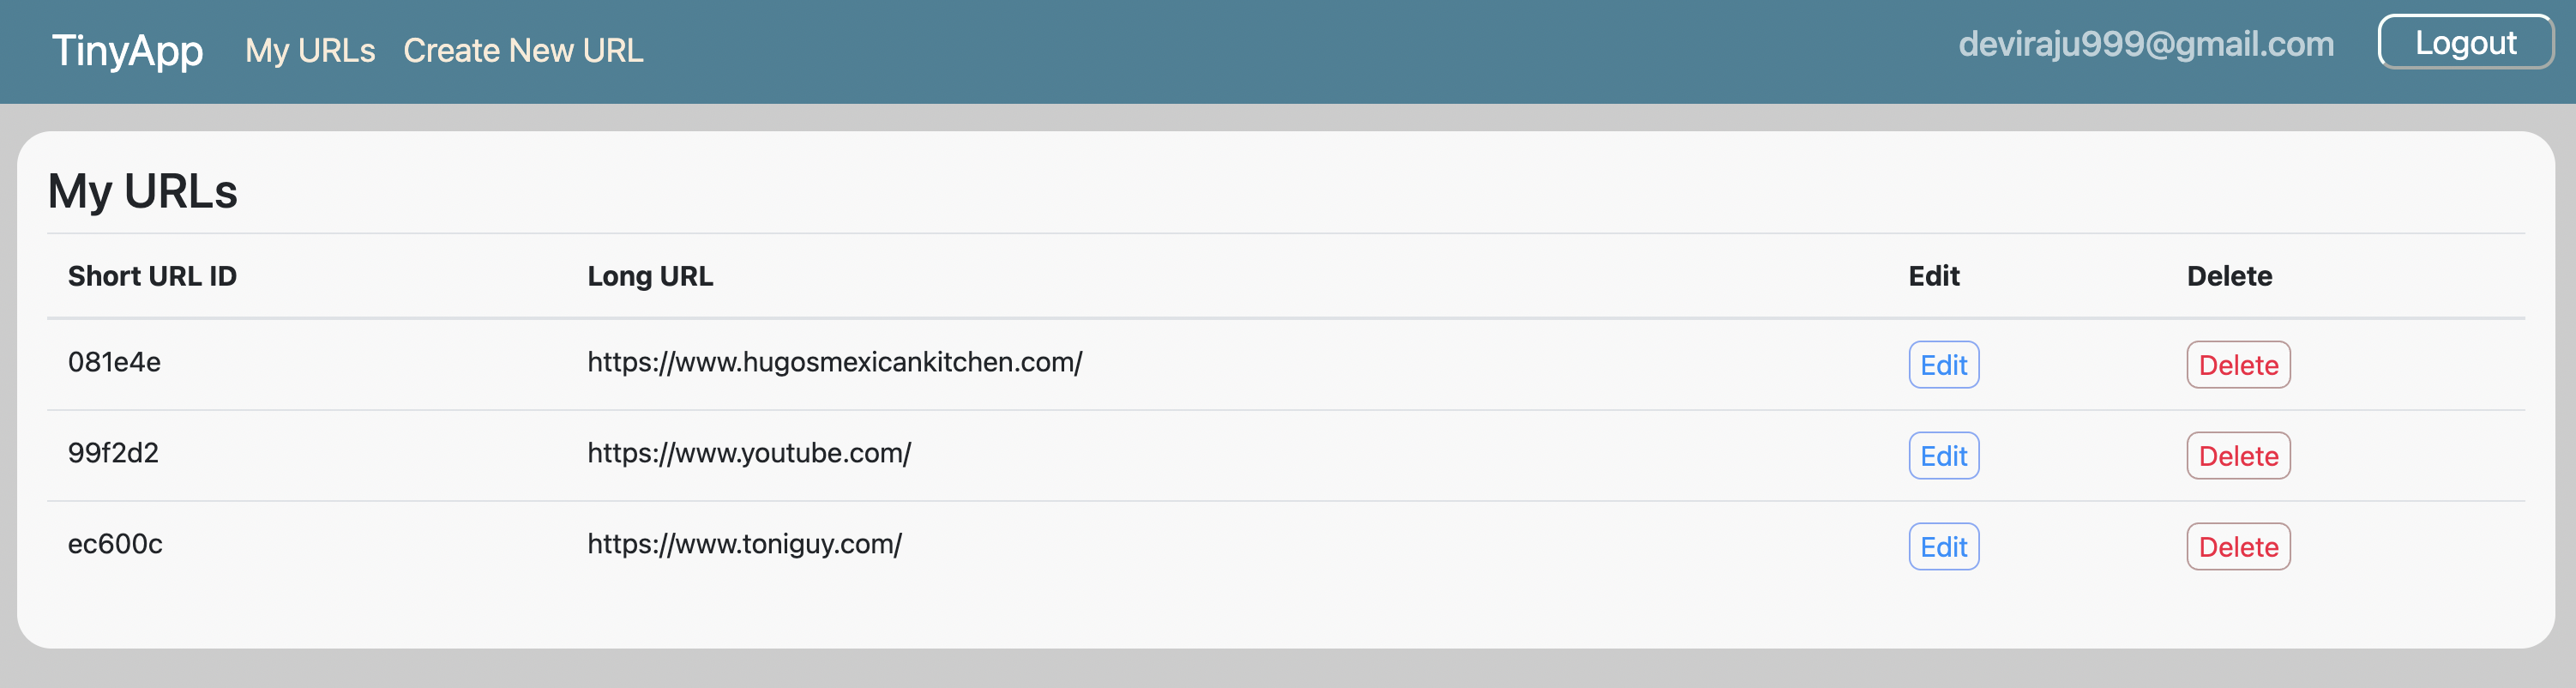 TinyApp My URLs Create New URL deviraju999@gmail.com Logout
My URLs
Short URL ID Long URL Edit Delete
081e4e https://www.hugosmexicankitchen.com/ Edit Delete
99f2d2 https://www.youtube.com/ Edit Delete
ec600c https://www.toniguy.com/ Edit Delete